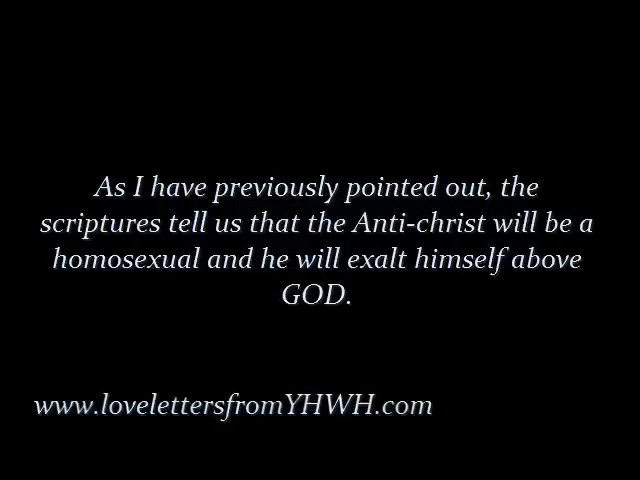 As I have previously pointed out, the
scriptures tell us that the Anti-christ will be a
homosexual and he will exalt himself above
GOD.
www.lovelettersfromYHWH.com